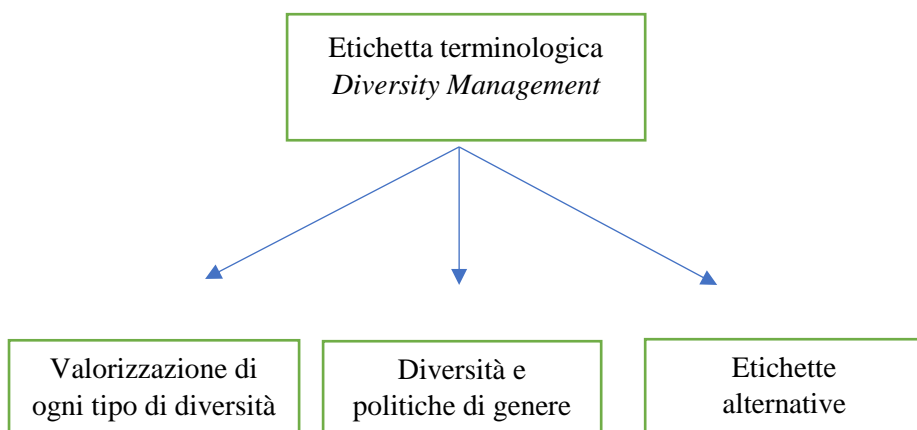 Etichetta terminologica
Diversity Management
Valorizzazione di
ogni tipo di diversità
Diversità e
politiche di genere
Etichette
alternative